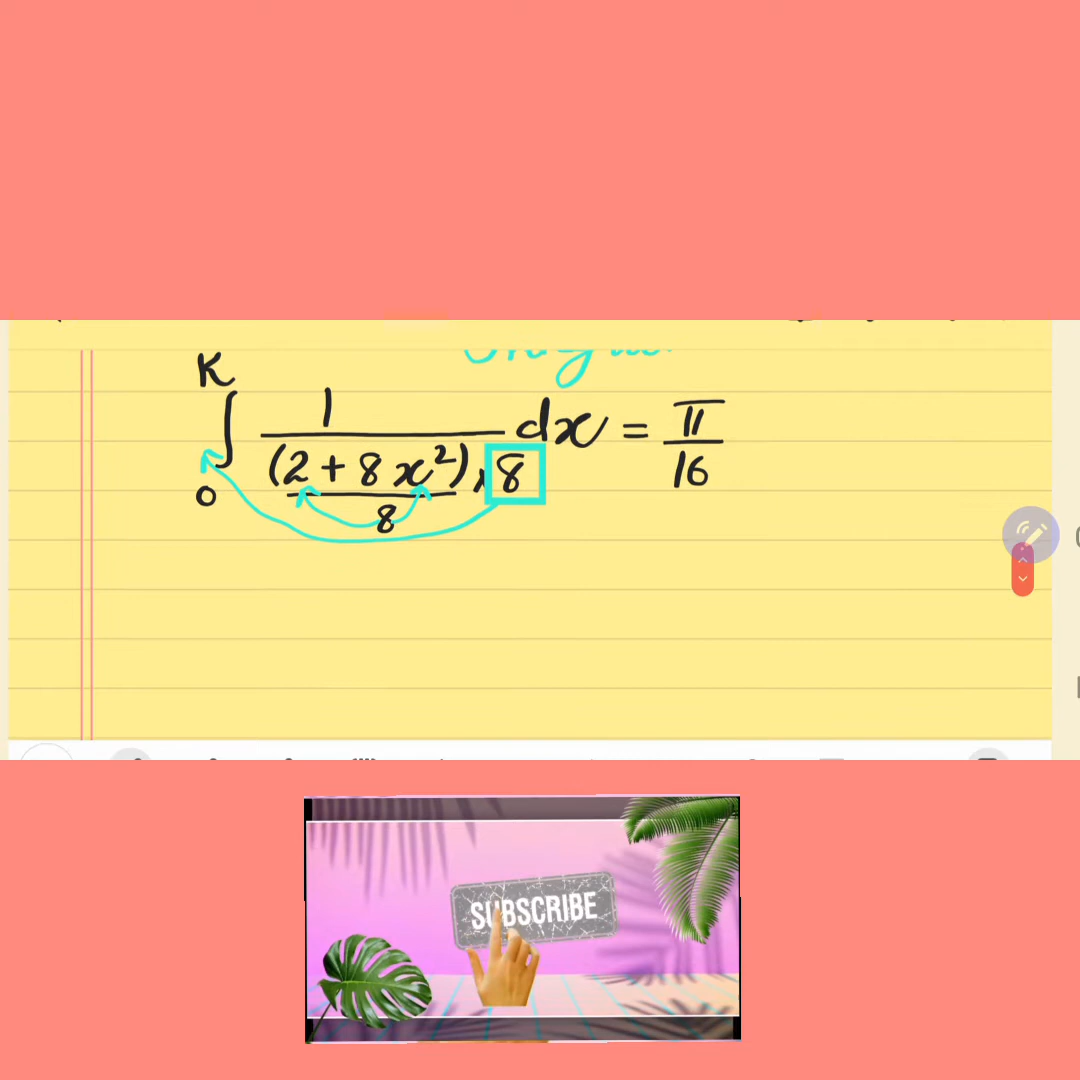 K
∫ 1 dx = π
0 (2 + 8x²) × 8 16
8
SUBSCRIBE